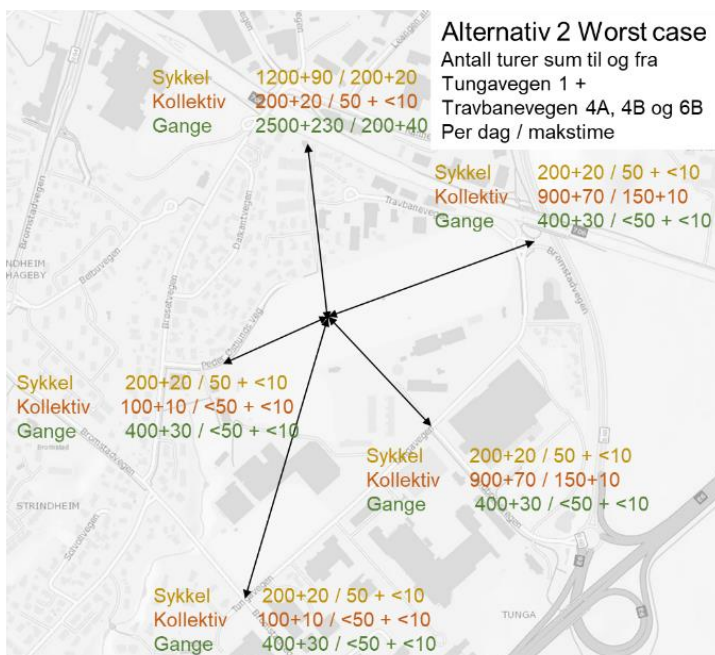 Alternativ 2 Worst case
Antall turer sum til og fra
Tungavegen 1 +
Travbanevegen 4A, 4B og 6B
Per dag / makstime
Sykkel 1200+90 / 200+20
Kollektiv 200+20 / 50 + <10
Gange 2500+230 / 200+40
Sykkel 200+20 / 50 + <10
Kollektiv 900+70 / 150+10
Gange 400+30 / <50 + <10
Travbanevegen
Bromstadvegen
Bromstadvegen
Dalkantvegen
STRINDHEIM
HAGEBY
Sykkel 200+20 / 50 + <10
Kollektiv 100+10 / <50 + <10
Gange 400+30 / <50 + <10
Sykkel 200+20 / 50 + <10
Kollektiv 900+70 / 150+10
Gange 400+30 / <50 + <10
Bromstadvegen
STRINDHEIM
Sykkel 200+20 / 50 + <10
Kollektiv 100+10 / <50 + <10
Gange 400+30 / <50 + <10
TUNGA